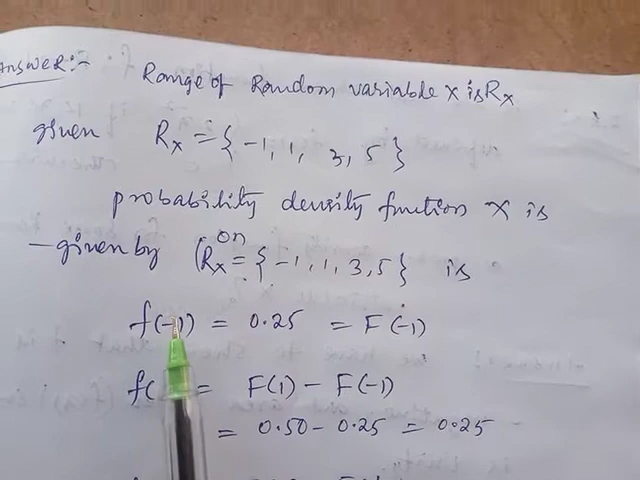 Answer:-
Range of Random variable X is Rx
given Rx = { -1, 1, 3, 5 }
probability density function X is
-given by (Rx on = { -1, 1, 3, 5 } is
f(-1) = 0.25 = F(-1)
f( = F(1) - F(-1)
= 0.50 - 0.25 = 0.25